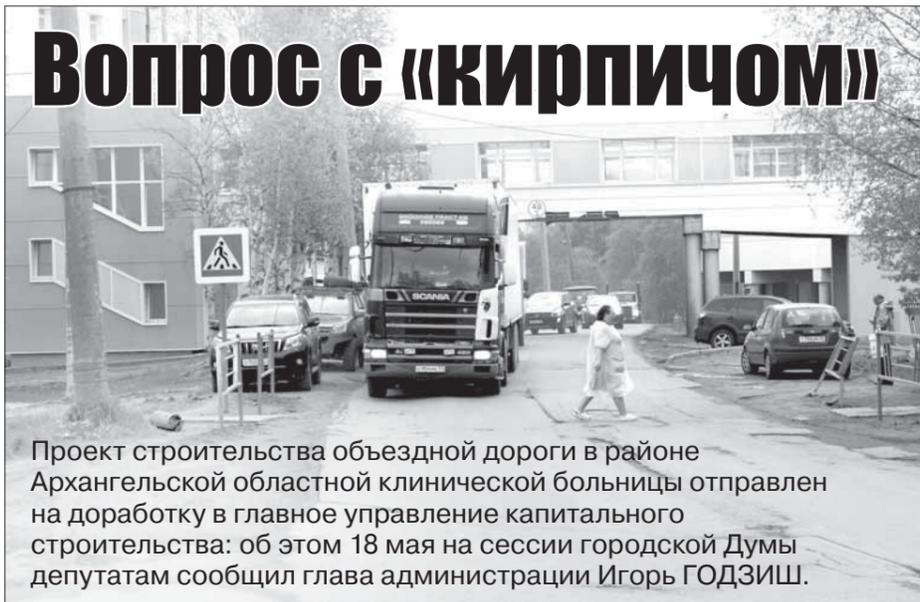 Вопрос с «кирпичом»
SCANIA
Проект строительства объездной дороги в районе
Архангельской областной клинической больницы отправлен
на доработку в главное управление капитального
строительства: об этом 18 мая на сессии городской Думы
депутатам сообщил глава администрации Игорь ГОДЗИШ.